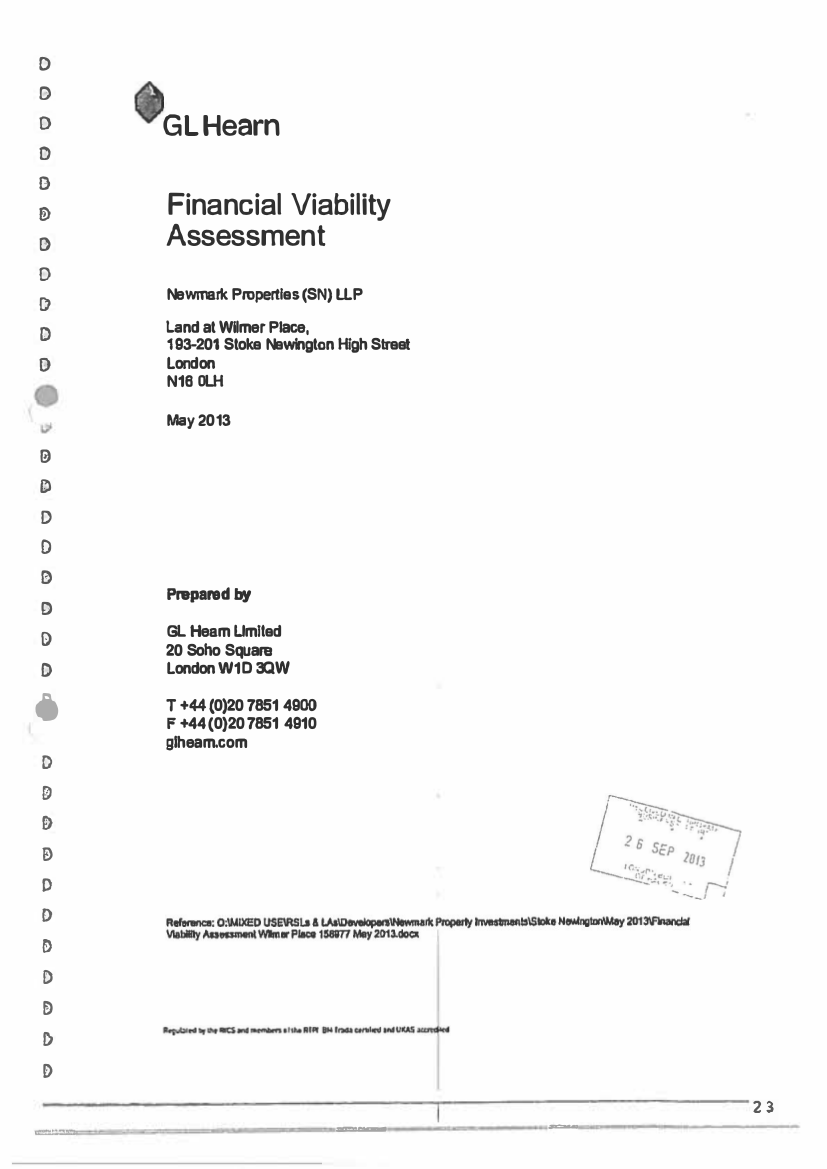 GL Hearn
Financial Viability
Assessment
Newmark Properties (SN) LLP
Land at Wilmer Place,
193-201 Stoke Newington High Street
London
N16 0LH
May 2013
Prepared by
GL Hearn Limited
20 Soho Square
London W1D 3QW
T +44 (0)20 7851 4900
F +44 (0)20 7851 4910
glhearn.com
26 SEP 2013
Reference: O:\MIXED USE\RSLs & LAs\Developers\Newmark Property Investments\Stoke Newington\May 2013\Financial
Viability Assessment Wilmer Place 156977 May 2013.docx
Regulated by the RICS and members of the RTPI BM Trada certified and UKAS accredited
23